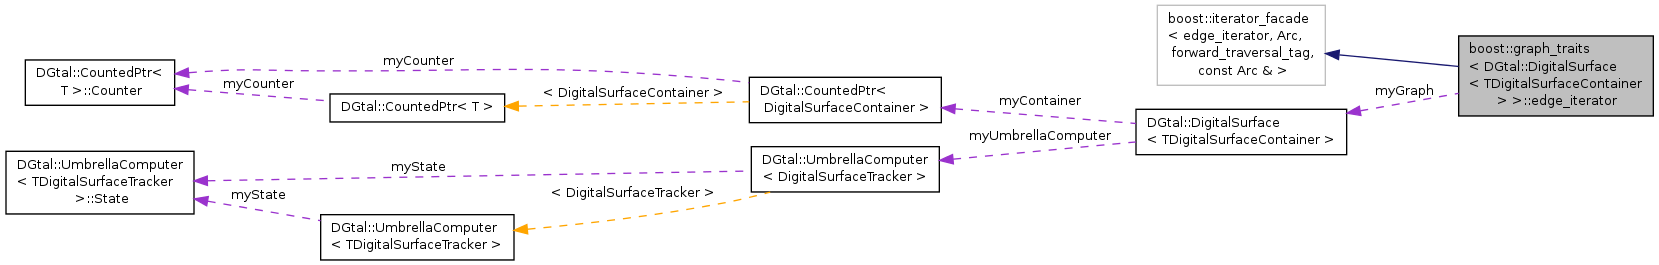 DGtal::CountedPtr<
T >::Counter
myCounter
myCounter
DGtal::CountedPtr< T >
< DigitalSurfaceContainer >
DGtal::CountedPtr<
DigitalSurfaceContainer >
myContainer
myUmbrellaComputer
DGtal::UmbrellaComputer
< TDigitalSurfaceTracker
>::State
myState
myState
DGtal::UmbrellaComputer
< TDigitalSurfaceTracker >
< DigitalSurfaceTracker >
DGtal::UmbrellaComputer
< DigitalSurfaceTracker >
DGtal::DigitalSurface
< TDigitalSurfaceContainer >
boost::iterator_facade
< edge_iterator, Arc,
forward_traversal_tag,
const Arc & >
myGraph
boost::graph_traits
< DGtal::DigitalSurface
< TDigitalSurfaceContainer
> >::edge_iterator